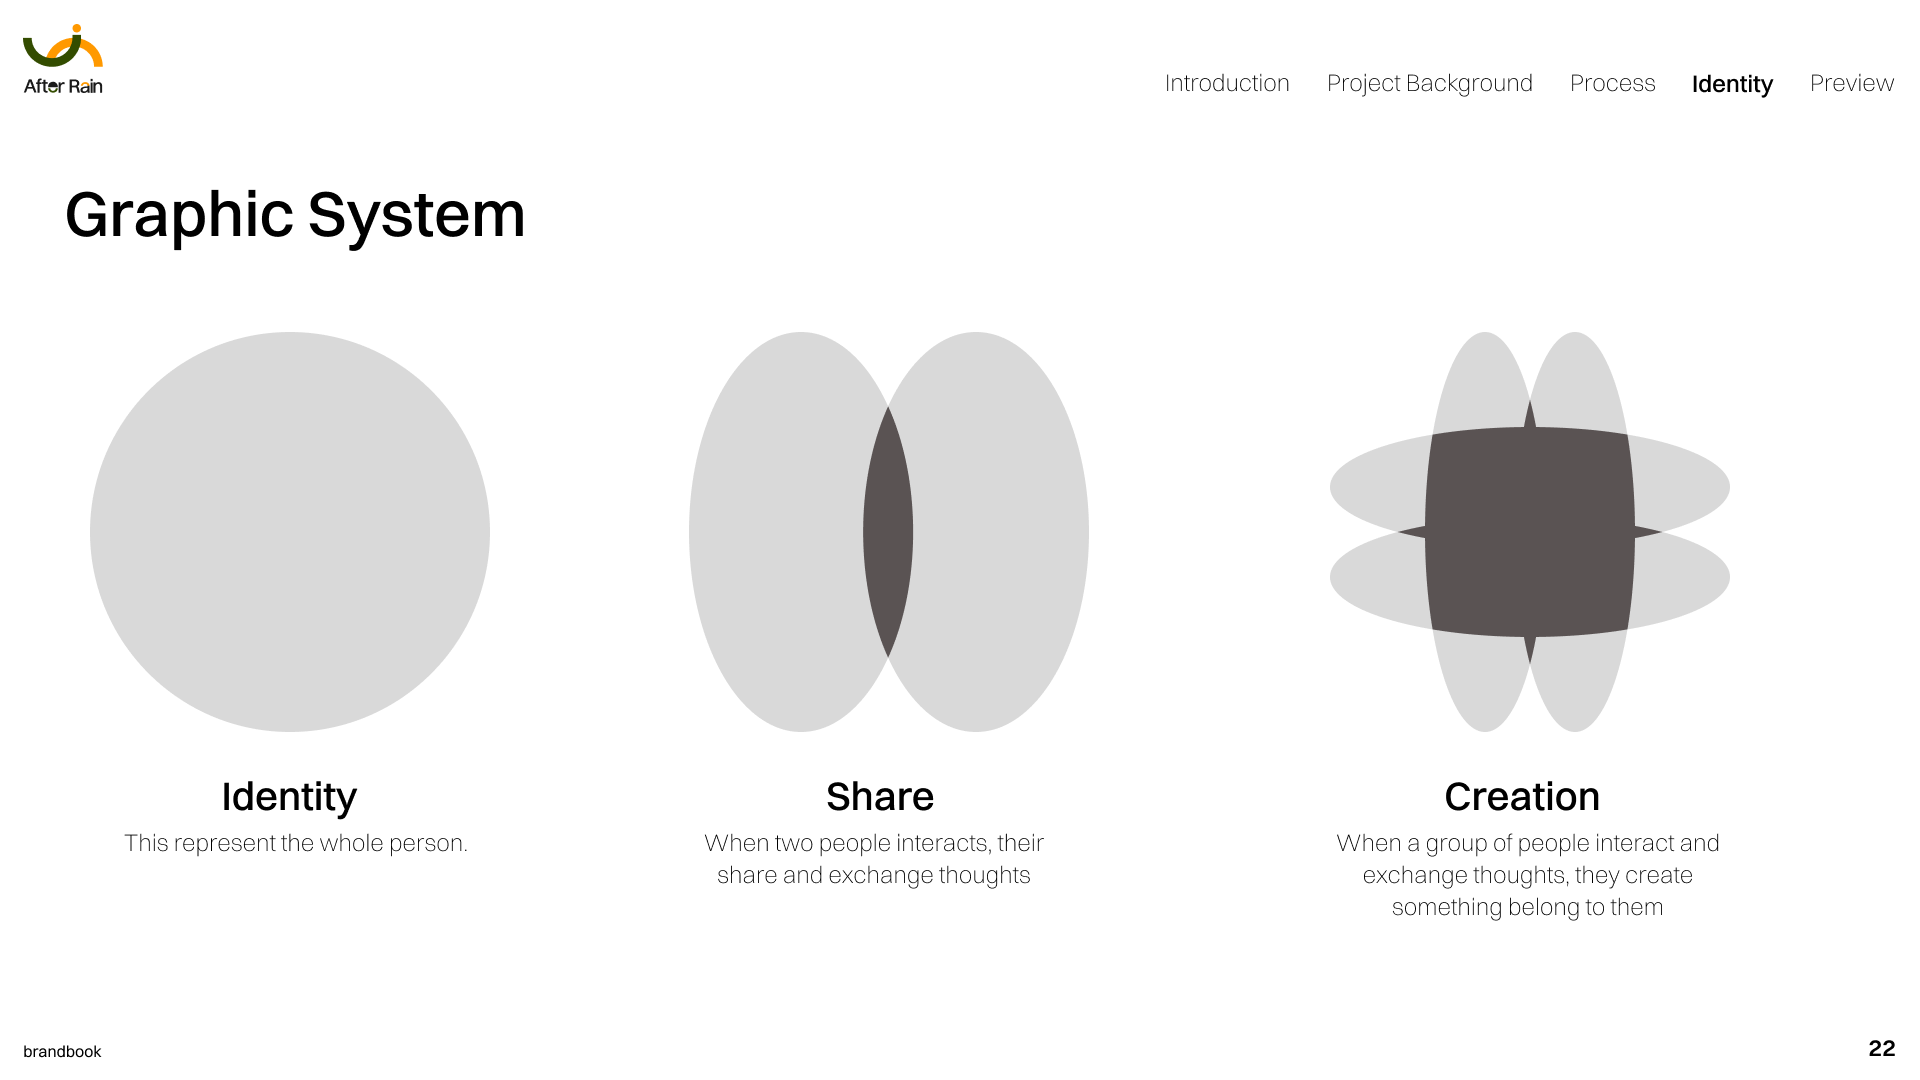 After Rain
Introduction Project Background Process Identity Preview
Graphic System
Identity
This represent the whole person.
Share
When two people interacts, their
share and exchange thoughts
Creation
When a group of people interact and
exchange thoughts, they create
something belong to them
brandbook
22